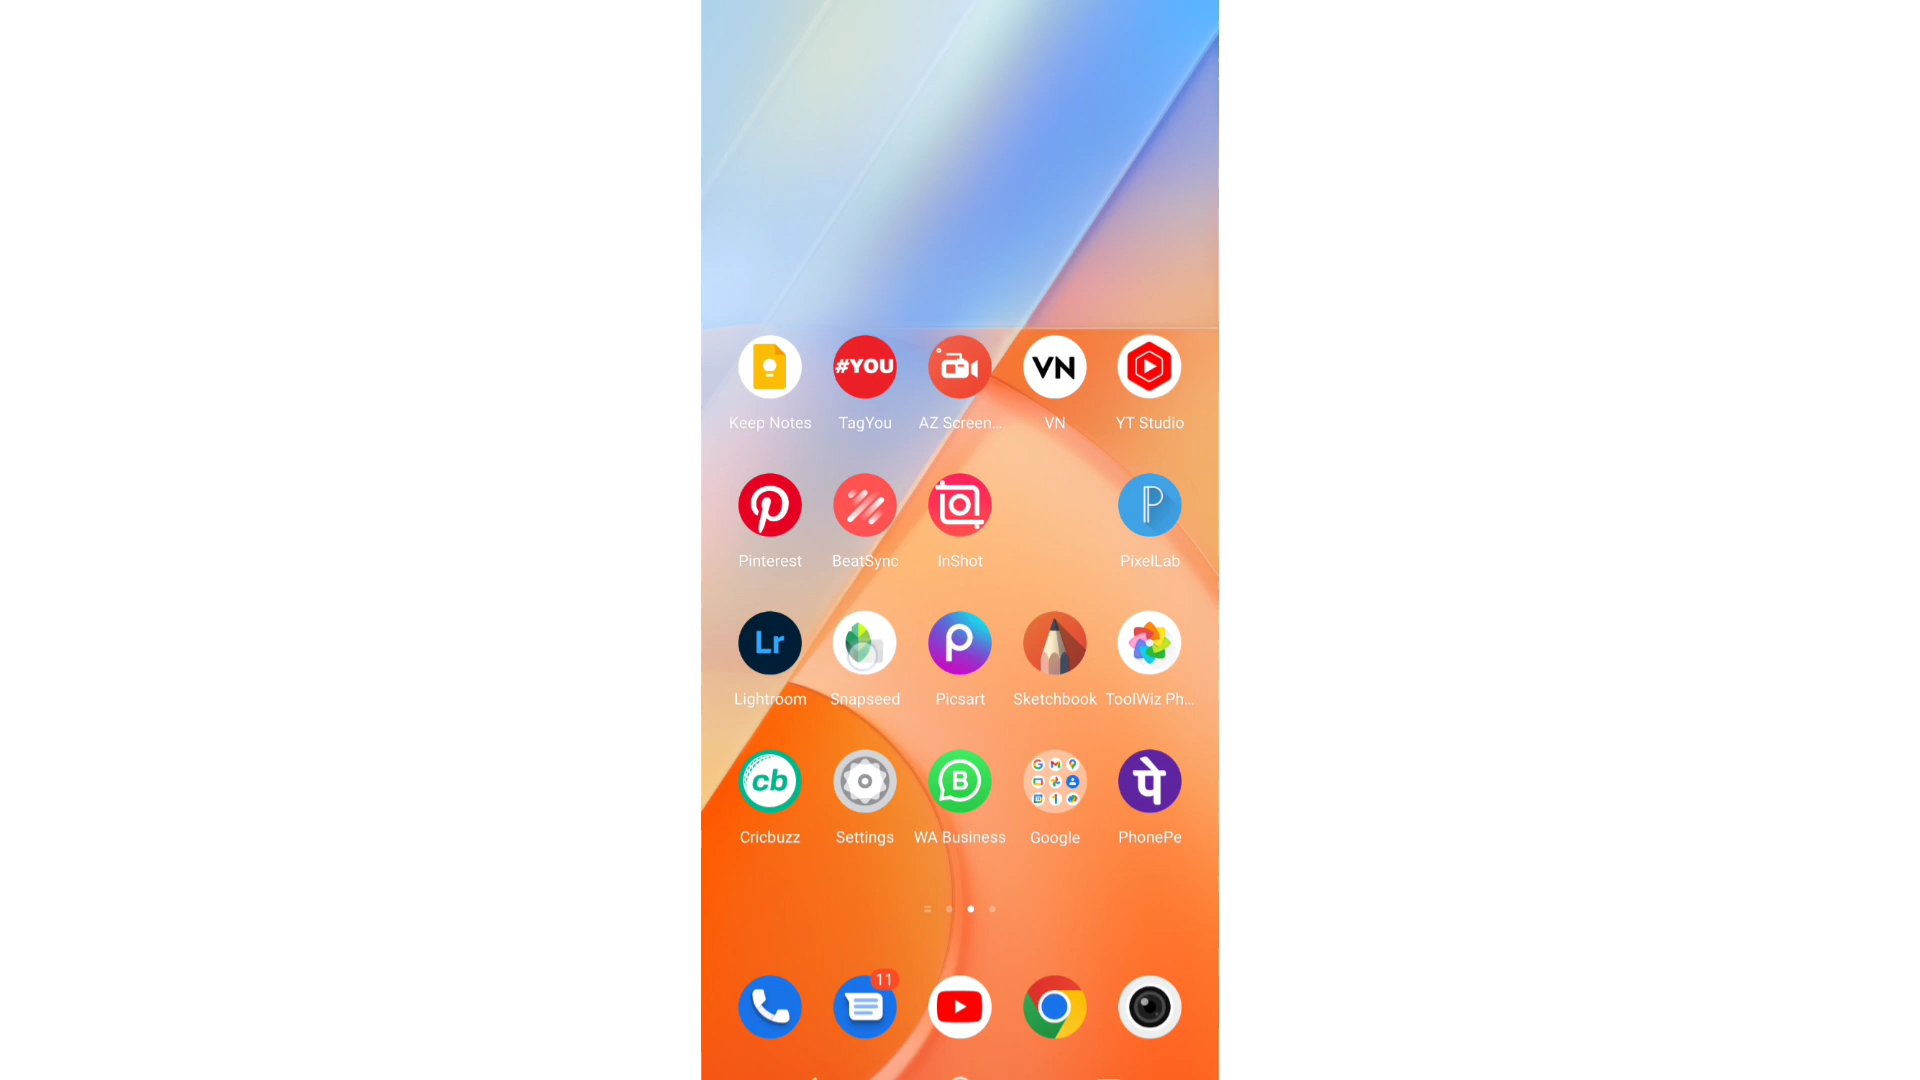 #YOU
VN
Keep Notes
TagYou
AZ Screen...
VN
YT Studio
P
Pinterest
BeatSync
InShot
PixelLab
Lr
Lightroom
Snapseed
Picsart
Sketchbook
ToolWiz Ph...
cb
B
पे
Cricbuzz
Settings
WA Business
Google
PhonePe
11